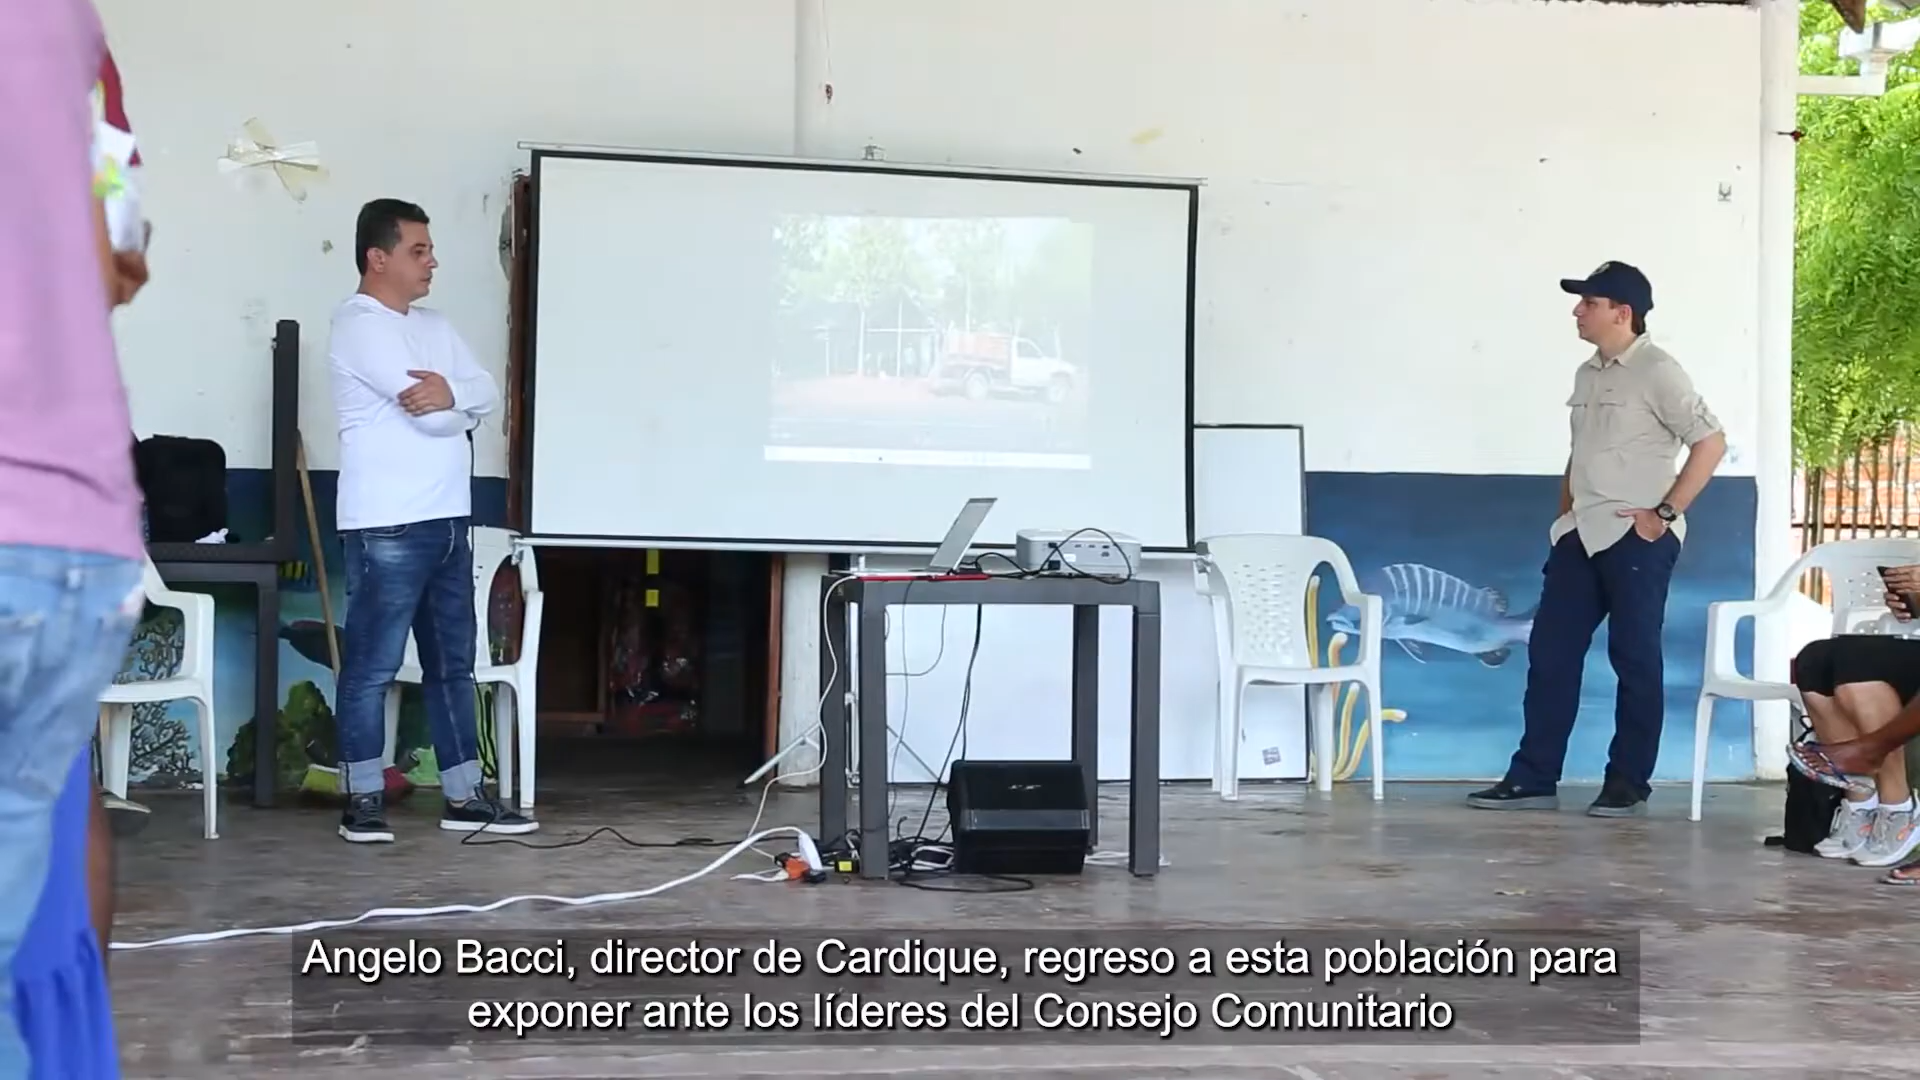 Angelo Bacci, director de Cardique, regreso a esta población para
exponer ante los líderes del Consejo Comunitario